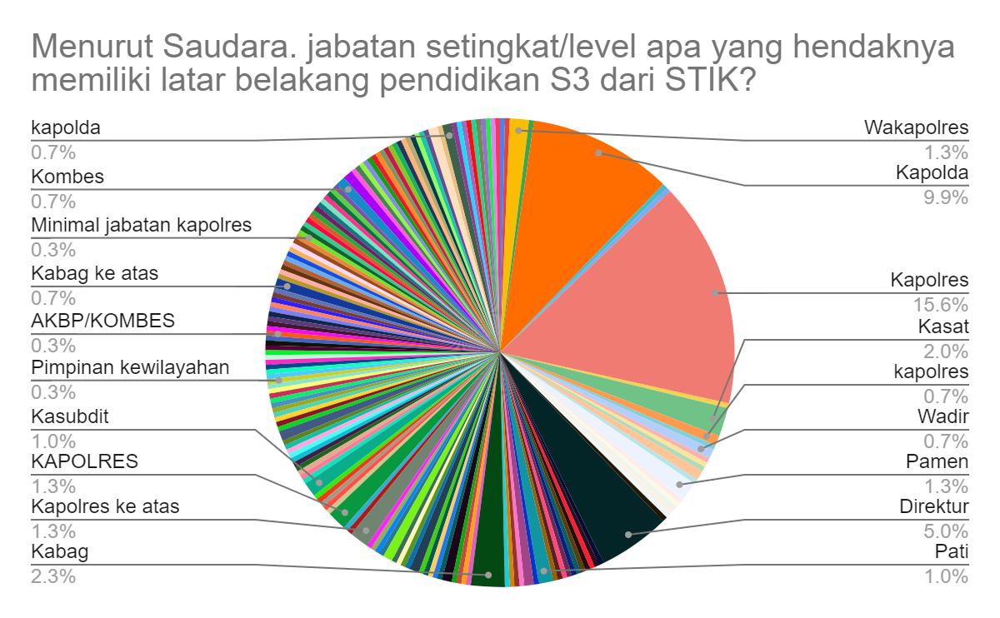 Menurut Saudara. jabatan setingkat/level apa yang hendaknya
memiliki latar belakang pendidikan S3 dari STIK?
kapolda
0.7%
Kombes
0.7%
Minimal jabatan kapolres
0.3%
Kabag ke atas
0.7%
AKBP/KOMBES
0.3%
Pimpinan kewilayahan
0.3%
Kasubdit
1.0%
KAPOLRES
1.3%
Kapolres ke atas
1.3%
Kabag
2.3%
Wakapolres
1.3%
Kapolda
9.9%
Kapolres
15.6%
Kasat
2.0%
kapolres
0.7%
Wadir
0.7%
Pamen
1.3%
Direktur
5.0%
Pati
1.0%